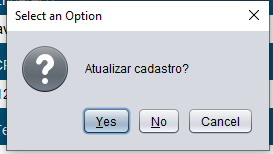 Select an Option
Atualizar cadastro?
Yes
No
Cancel